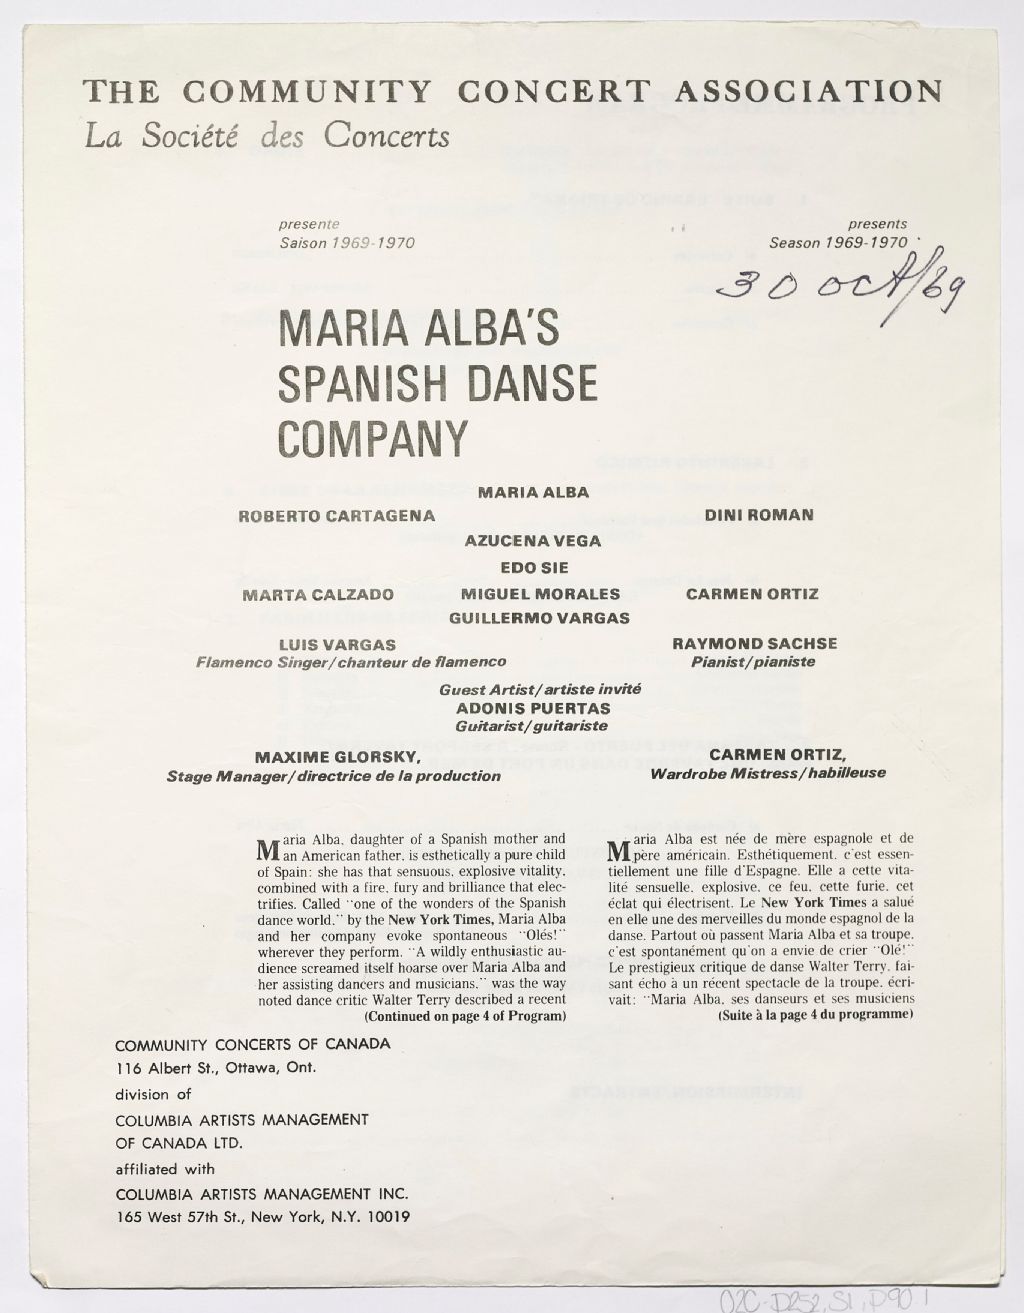 THE COMMUNITY CONCERT ASSOCIATION
La Société des Concerts
presente
Saison 1969-1970
presents
Season 1969-1970
30 Oct/69
MARIA ALBA'S
SPANISH DANSE
COMPANY
MARIA ALBA
ROBERTO CARTAGENA DINI ROMAN
AZUCENA VEGA
EDO SIE
MARTA CALZADO MIGUEL MORALES CARMEN ORTIZ
GUILLERMO VARGAS
LUIS VARGAS RAYMOND SACHSE
Flamenco Singer/chanteur de flamenco Pianist/pianiste
Guest Artist/artiste invité
ADONIS PUERTAS
Guitarist/guitariste
MAXIME GLORSKY, CARMEN ORTIZ,
Stage Manager/directrice de la production Wardrobe Mistress/habilleuse
Maria Alba, daughter of a Spanish mother and
an American father, is esthetically a pure child
of Spain: she has that sensuous, explosive vitality,
combined with a fire, fury and brilliance that elec-
trifies. Called "one of the wonders of the Spanish
dance world," by the New York Times, Maria Alba
and her company evoke spontaneous "Olés!"
wherever they perform. "A wildly enthusiastic au-
dience screamed itself hoarse over Maria Alba and
her assisting dancers and musicians," was the way
noted dance critic Walter Terry described a recent
(Continued on page 4 of Program)
Maria Alba est née de mère espagnole et de
père américain. Esthétiquement, c'est essen-
tiellement une fille d'Espagne. Elle a cette vita-
lité sensuelle, explosive, ce feu, cette furie, cet
éclat qui électrisent. Le New York Times a salué
en elle une des merveilles du monde espagnol de la
danse. Partout où passent Maria Alba et sa troupe,
c'est spontanément qu'on a envie de crier "Olé!"
Le prestigieux critique de danse Walter Terry, fai-
sant écho à un récent spectacle de la troupe, écri-
vait: "Maria Alba, ses danseurs et ses musiciens
(Suite à la page 4 du programme)
COMMUNITY CONCERTS OF CANADA
116 Albert St., Ottawa, Ont.
division of
COLUMBIA ARTISTS MANAGEMENT
OF CANADA LTD.
affiliated with
COLUMBIA ARTISTS MANAGEMENT INC.
165 West 57th St., New York, N.Y. 10019
02C-D252,S1,D90.1